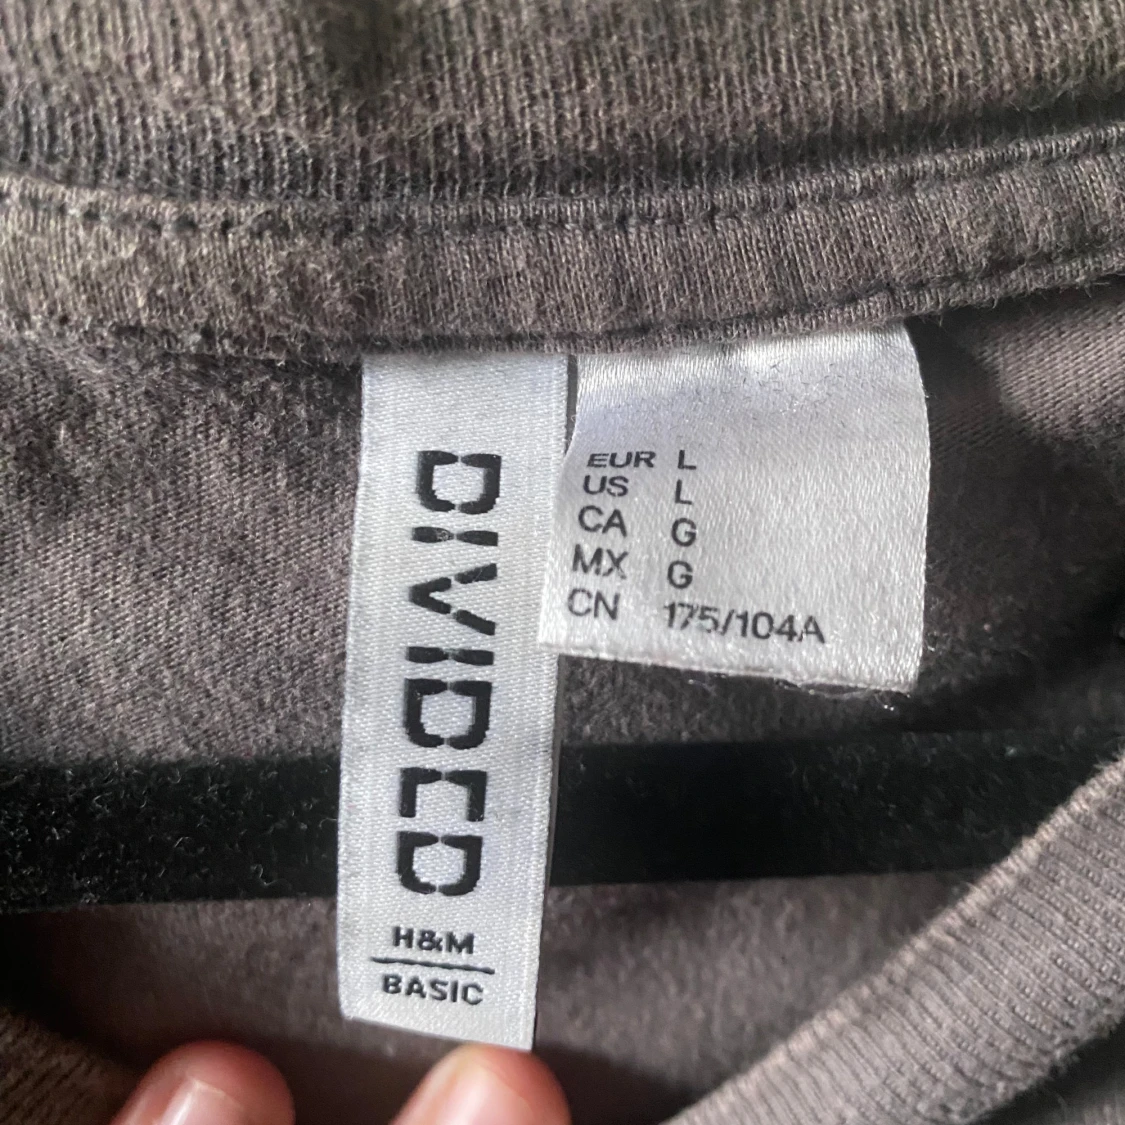 DIVIDED
H&M
BASIC
EUR L
US L
CA G
MX G
CN 175/104A